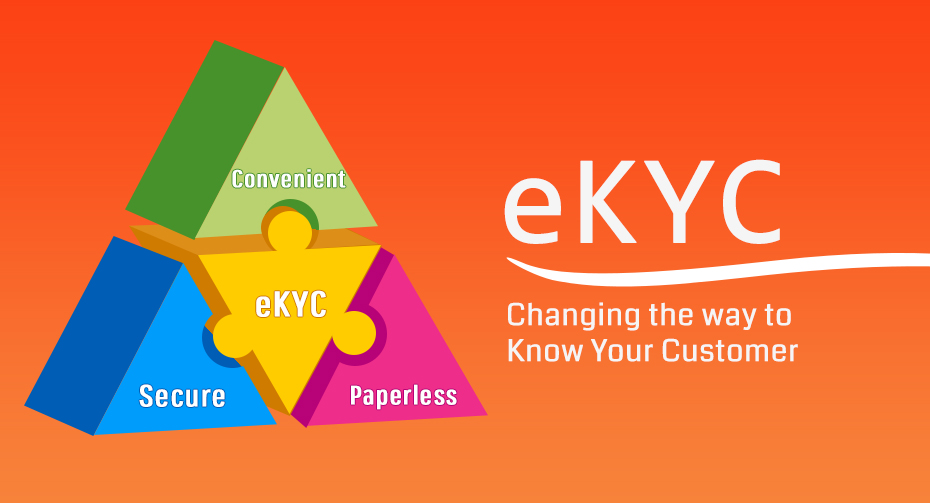 Convenient
eKYC
Secure
Paperless
eKYC
Changing the way to
Know Your Customer